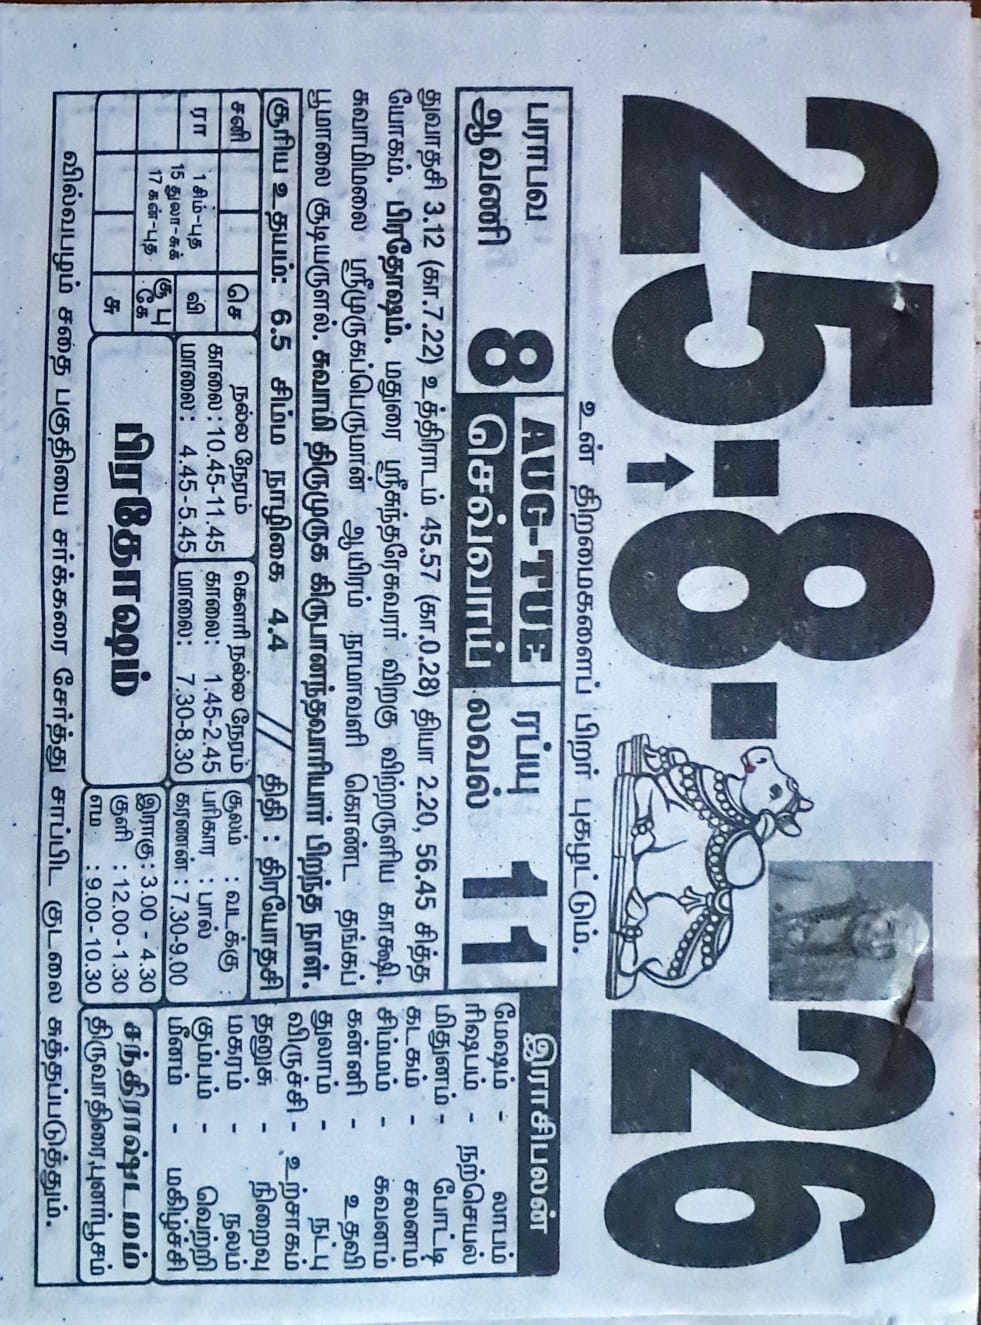 25-8-26
உன் திறமைகளைப் பிறர் புகழட்டும்.
பராபவ
ஆவணி 8
AUG-TUE
செவ்வாய்
ரப்யு
லவல் 11
துவாதசி 3.12 (கா.7.22) உத்திராடம் 45.57 (கா.0.28) தியா 2.20, 56.45 சித்த
யோகம். பிரதோஷம். மதுரை ஸ்ரீசுந்தரேசுவரர் விறகு விற்றருளிய காக்ஷி.
சுவாமிமலை ஸ்ரீமுருகப்பெருமான் ஆயிரம் நாமாவளி கொண்ட தங்கப்
பூமாலை சூடியருளல். சுவாமி திருமுருக கிருபானந்தவாரியார் பிறந்த நாள்.
சூரிய உதயம்: 6.5 சிம்ம நாழிகை 4.4 // திதி : திரயோதசி
சனி
செ
ரா
1 சிம்-புத
15 துலா-சுக்
17 கன்-புத
வி
சூ பு
கே
சு
நல்ல நேரம்
காலை: 10.45-11.45
மாலை: 4.45-5.45
கெளரி நல்ல நேரம்
காலை: 1.45-2.45
மாலை: 7.30-8.30
சூலம் : வடக்கு
பரிகார : பால்
கரணன் : 7.30-9.00
பிரதோஷம்
இராகு : 3.00 - 4.30
குளி : 12.00-1.30
எம : 9.00-10.30
இராசிபலன்
மேஷம் - லாபம்
ரிஷபம் - நற்செயல்
மிதுனம் - போட்டி
கடகம் - சலனம்
சிம்மம் - கவனம்
கன்னி - உதவி
துலாம் - நட்பு
விருச்சி - உற்சாகம்
தனுசு - நிறைவு
மகரம் - நலம்
கும்பம் - வெற்றி
மீனம் - மகிழ்ச்சி
சந்திராஷ்டமம்
திருவாதிரை,புனர்பூசம்
வில்வபழம் சதை பகுதியை சர்க்கரை சேர்த்து சாப்பிட குடலை சுத்தப்படுத்தும்.